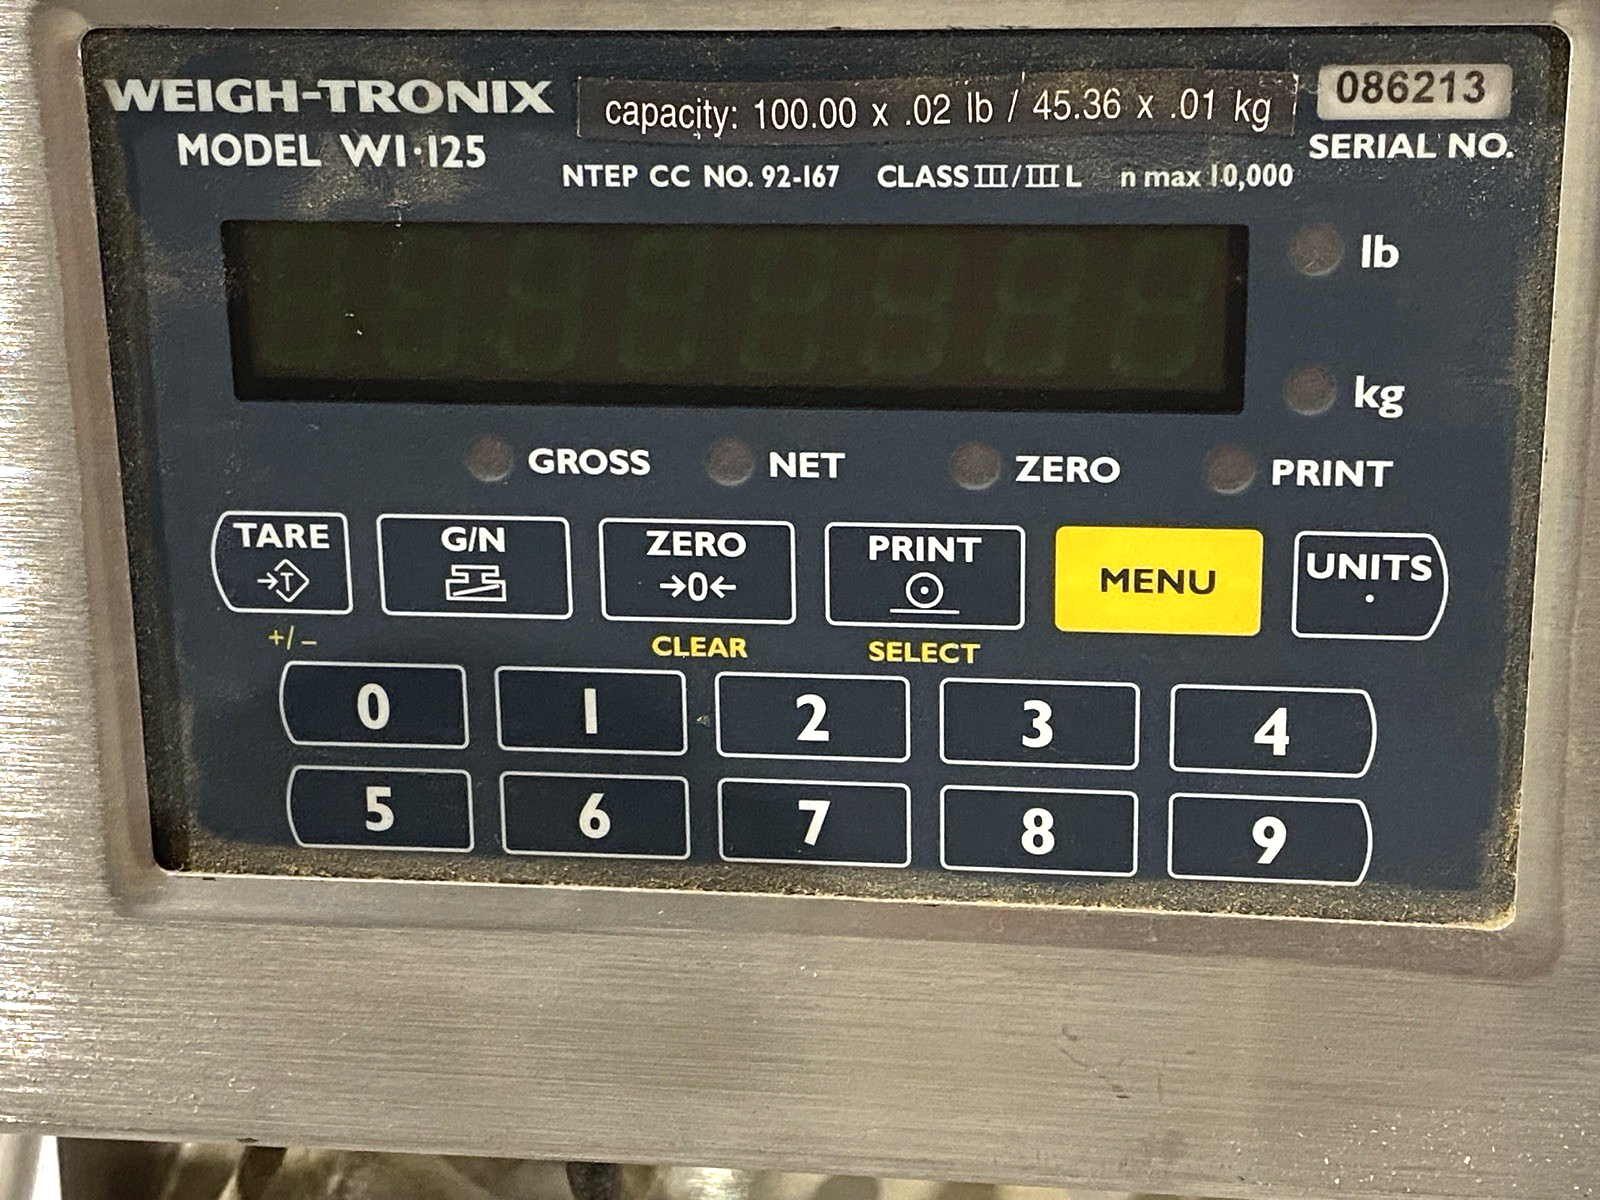 WEIGH-TRONIX
MODEL WI·125
capacity: 100.00 x .02 lb / 45.36 x .01 kg
086213
SERIAL NO.
NTEP CC NO. 92-167 CLASS III/III L n max 10,000
lb
kg
GROSS NET ZERO PRINT
TARE G/N ZERO PRINT MENU UNITS
→T →0←
+/– CLEAR SELECT
0 1 2 3 4
5 6 7 8 9